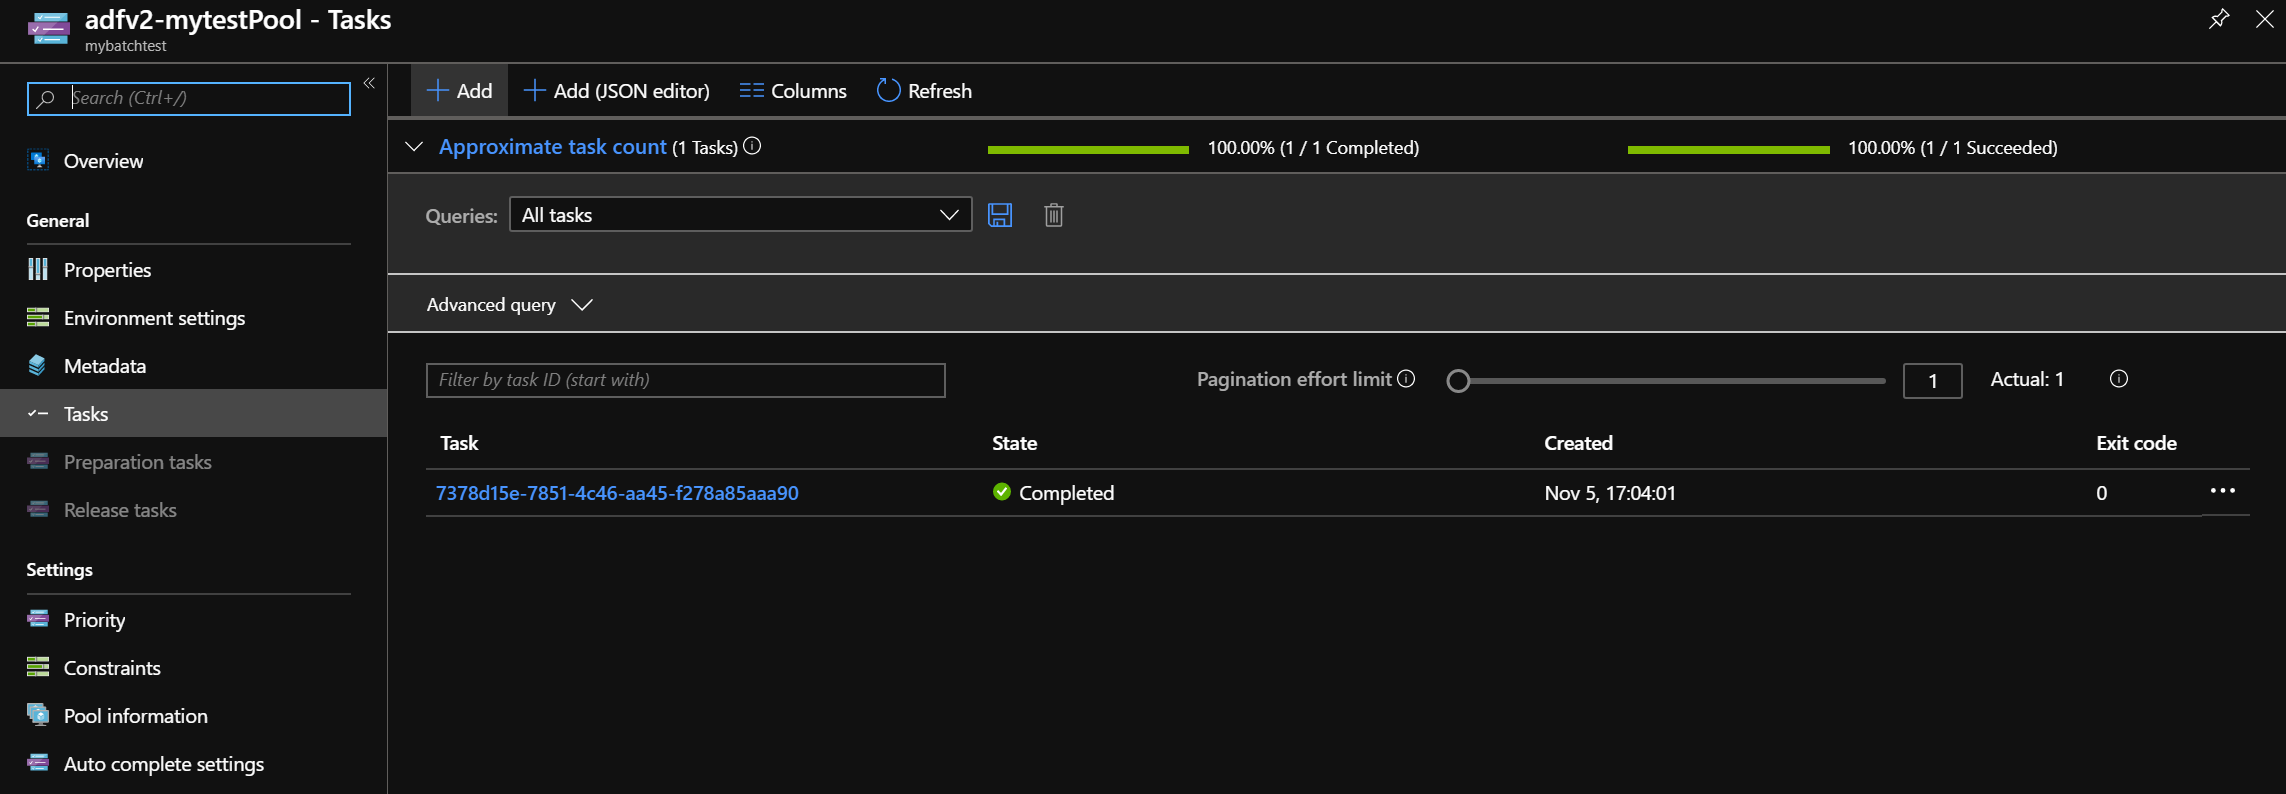 adfv2-mytestPool - Tasks
mybatchtest
Search (Ctrl+/)
Overview
General
Properties
Environment settings
Metadata
Tasks
Preparation tasks
Release tasks
Settings
Priority
Constraints
Pool information
Auto complete settings
Add Add (JSON editor) Columns Refresh
Approximate task count (1 Tasks) 100.00% (1 / 1 Completed) 100.00% (1 / 1 Succeeded)
Queries: All tasks
Advanced query
Filter by task ID (start with) Pagination effort limit 1 Actual: 1
Task State Created Exit code
7378d15e-7851-4c46-aa45-f278a85aaa90 Completed Nov 5, 17:04:01 0